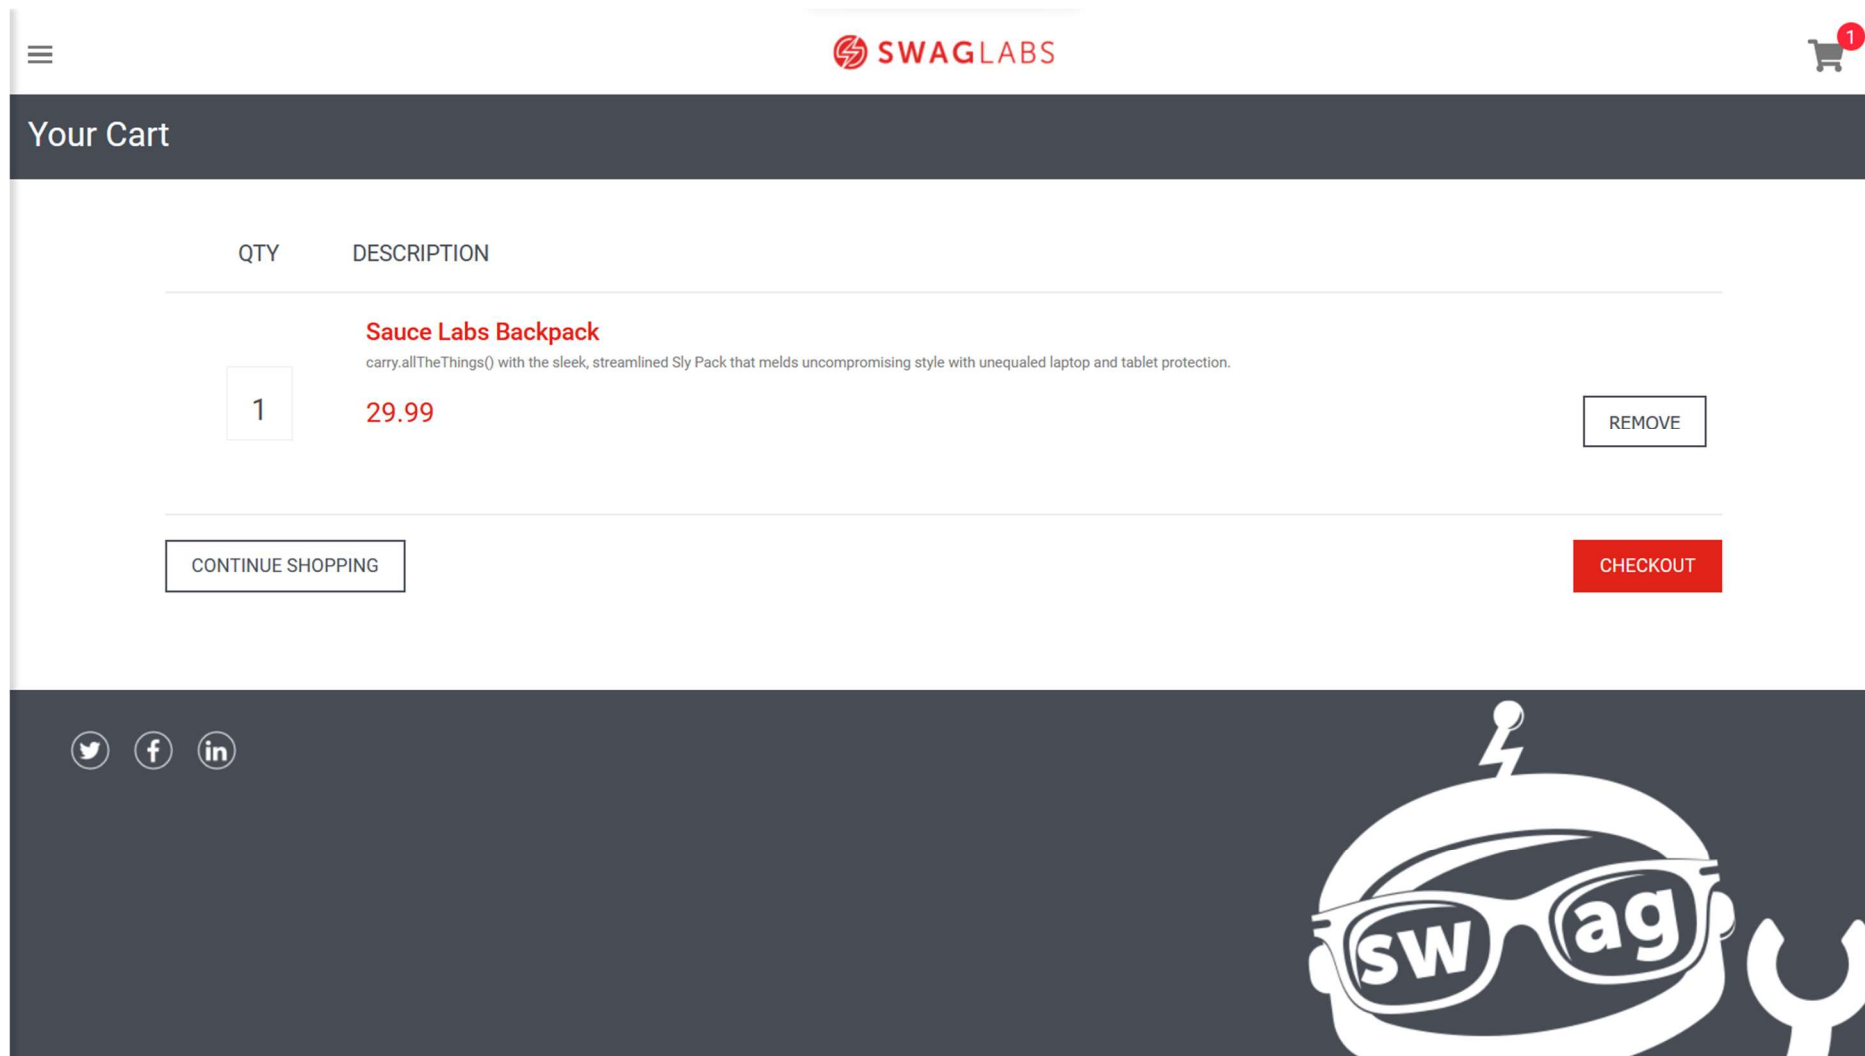 SWAGLABS
1
Your Cart
QTY DESCRIPTION
Sauce Labs Backpack
carry.allTheThings() with the sleek, streamlined Sly Pack that melds uncompromising style with unequaled laptop and tablet protection.
1
29.99
REMOVE
CONTINUE SHOPPING
CHECKOUT
f
in
sw ag